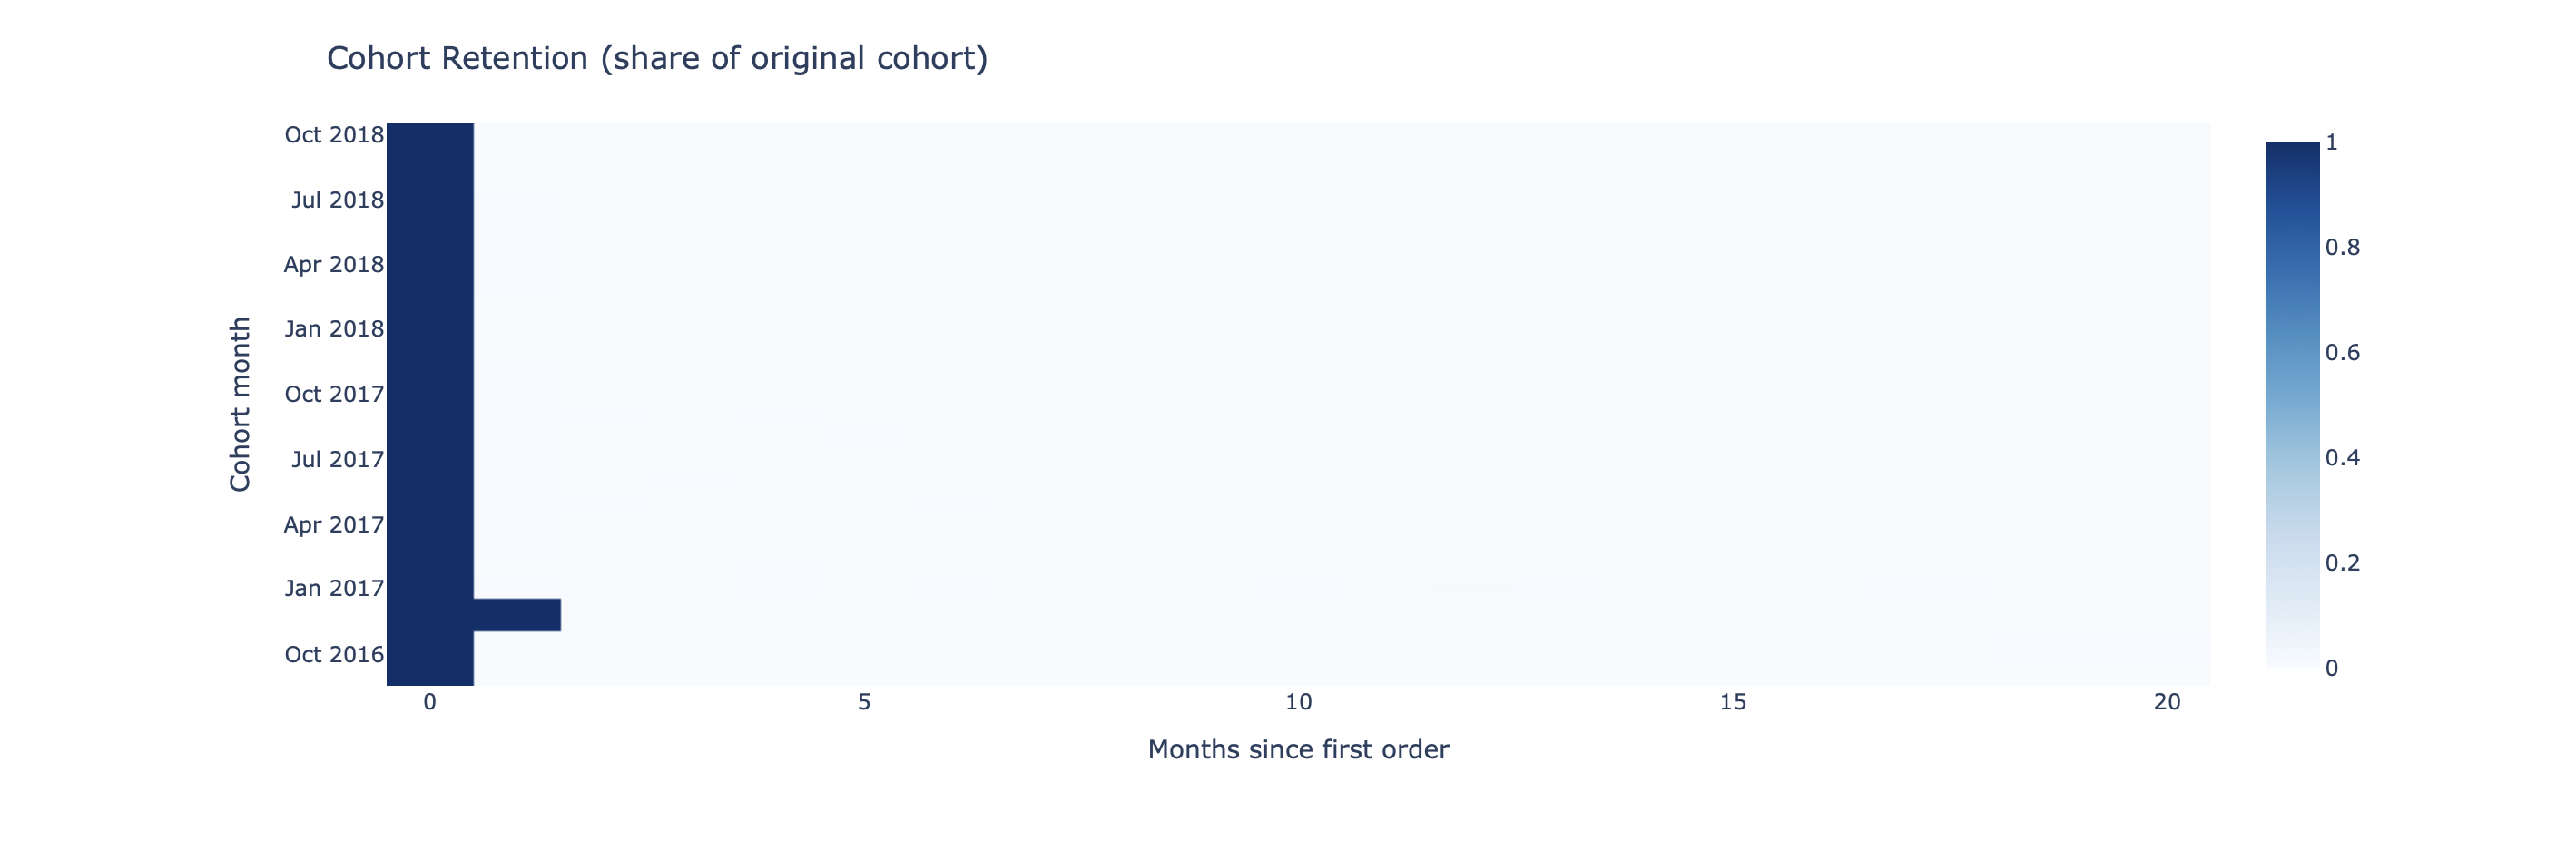 Cohort Retention (share of original cohort)
Cohort month
Oct 2018
Jul 2018
Apr 2018
Jan 2018
Oct 2017
Jul 2017
Apr 2017
Jan 2017
Oct 2016
0
5
10
15
20
Months since first order
1
0.8
0.6
0.4
0.2
0